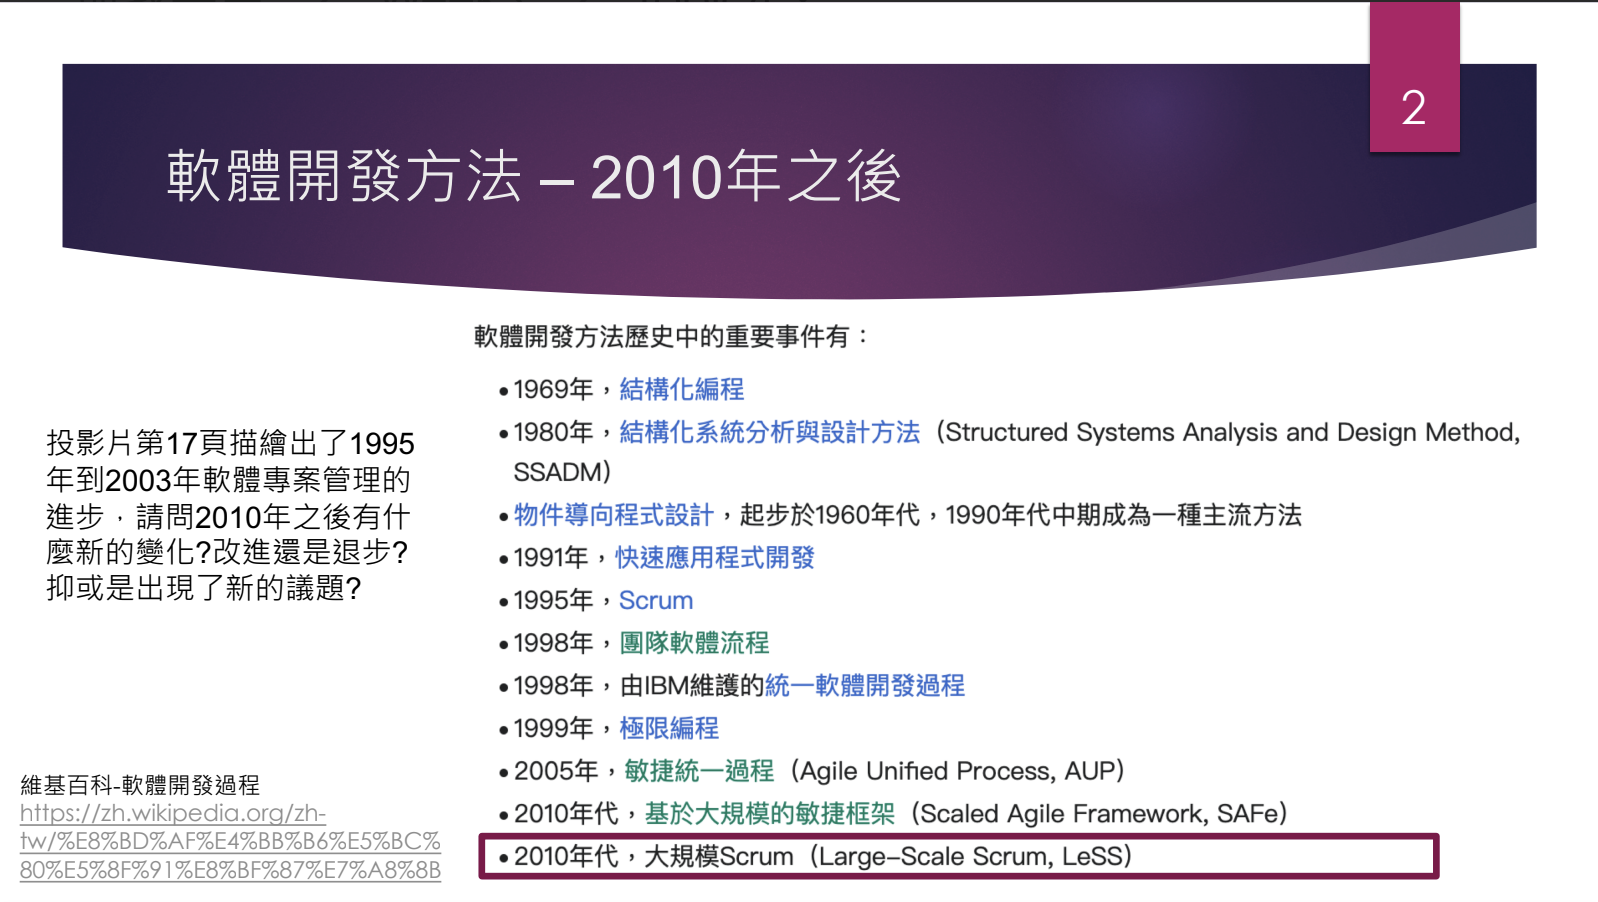 2
軟體開發方法 – 2010年之後
軟體開發方法歷史中的重要事件有：
•1969年，結構化編程
•1980年，結構化系統分析與設計方法（Structured Systems Analysis and Design Method,
SSADM）
•物件導向程式設計，起步於1960年代，1990年代中期成為一種主流方法
•1991年，快速應用程式開發
•1995年，Scrum
•1998年，團隊軟體流程
•1998年，由IBM維護的統一軟體開發過程
•1999年，極限編程
•2005年，敏捷統一過程（Agile Unified Process, AUP）
•2010年代，基於大規模的敏捷框架（Scaled Agile Framework, SAFe）
•2010年代，大規模Scrum（Large–Scale Scrum, LeSS）
投影片第17頁描繪出了1995
年到2003年軟體專案管理的
進步，請問2010年之後有什
麼新的變化?改進還是退步?
抑或是出現了新的議題?
維基百科-軟體開發過程
https://zh.wikipedia.org/zh-
tw/%E8%BD%AF%E4%BB%B6%E5%BC%
80%E5%8F%91%E8%BF%87%E7%A8%8B